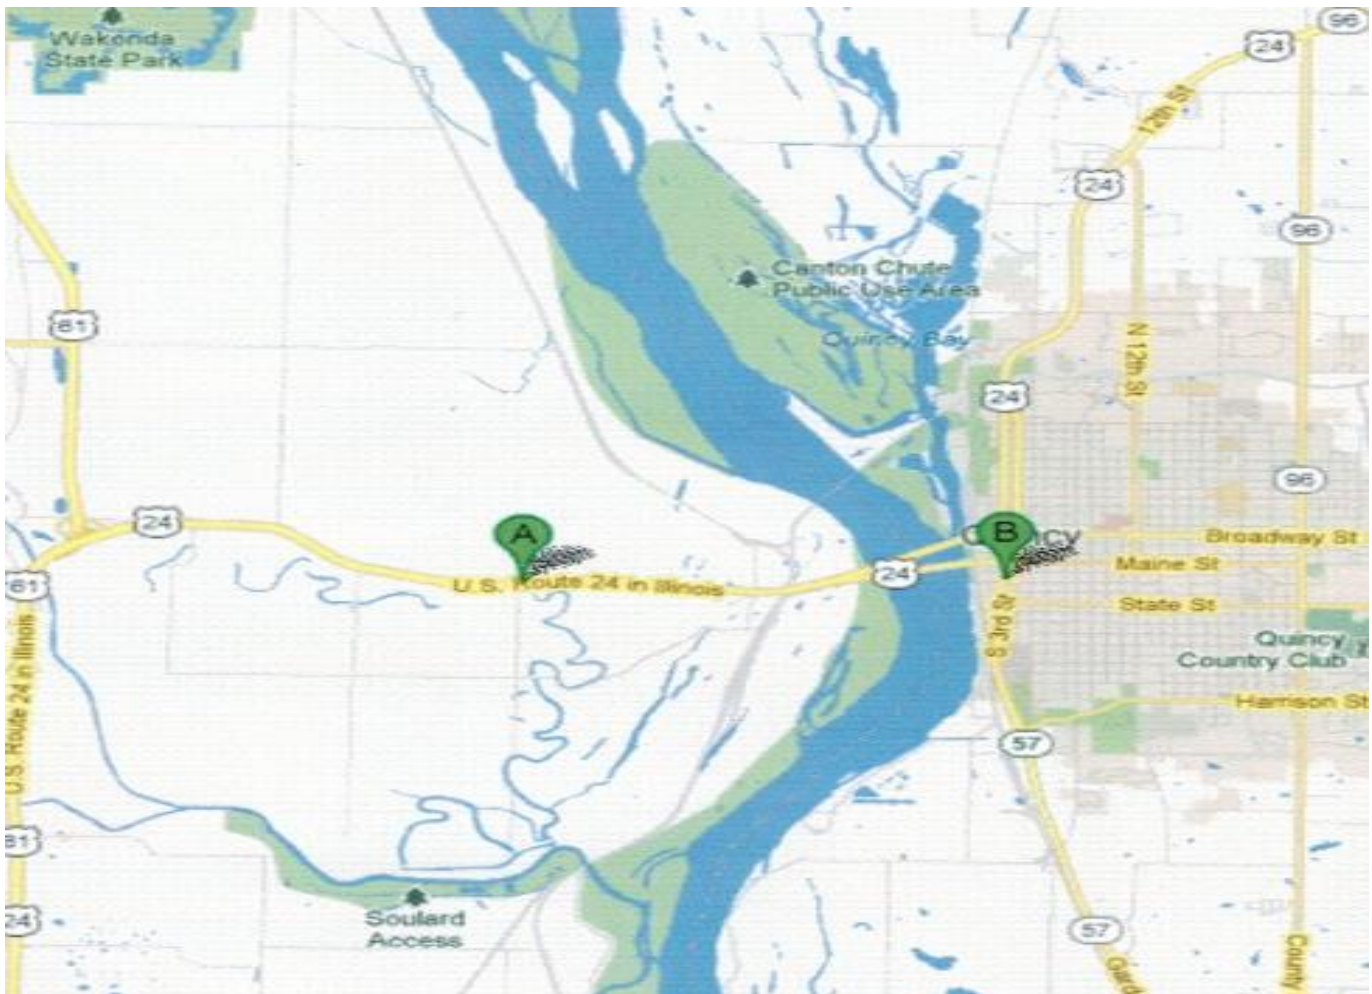 Wakonda
State Park
96
24
12th St
24
96
Canton Chute
Public Use Area
61
Quincy Bay
N 12th St
24
96
24
A
B
Broadway St
61
U.S. Route 24 in Illinois
24
Maine St
State St
S 3rd St
Quincy
Country Club
U.S. Route 24 in Illinois
Harrison St
57
61
Soulard
Access
24
57
County